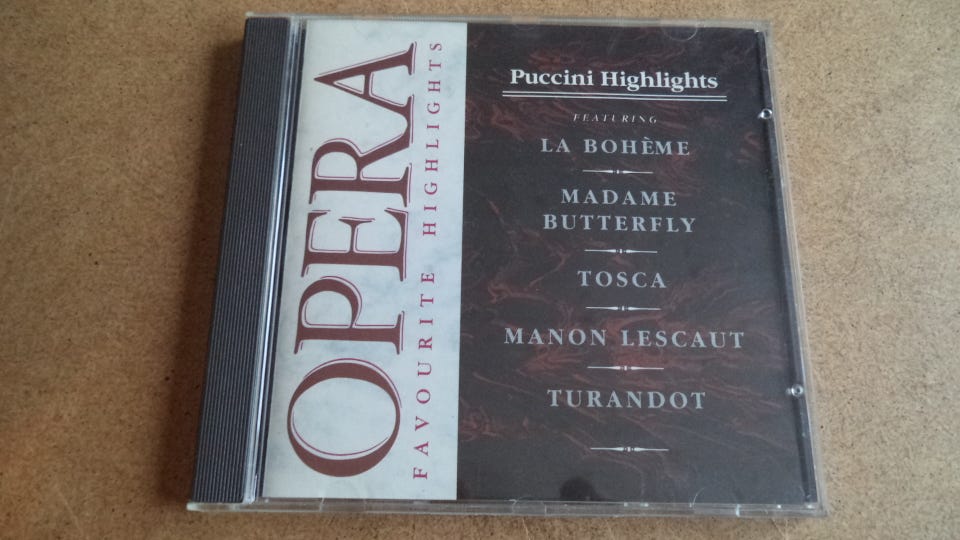 OPERA
FAVOURITE HIGHLIGHTS
Puccini Highlights
FEATURING
LA BOHÈME
MADAME
BUTTERFLY
TOSCA
MANON LESCAUT
TURANDOT